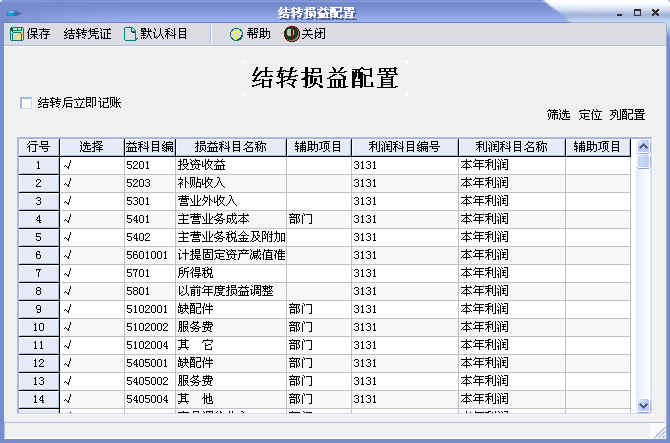 结转损益配置
保存 结转凭证 默认科目 帮助 关闭
结转损益配置
结转后立即记账
筛选 定位 列配置
行号 选择 益科目编 损益科目名称 辅助项目 利润科目编号 利润科目名称 辅助项目
1 √ 5201 投资收益 3131 本年利润
2 √ 5203 补贴收入 3131 本年利润
3 √ 5301 营业外收入 3131 本年利润
4 √ 5401 主营业务成本 部门 3131 本年利润
5 √ 5402 主营业务税金及附加 3131 本年利润
6 √ 5601001 计提固定资产减值准 3131 本年利润
7 √ 5701 所得税 3131 本年利润
8 √ 5801 以前年度损益调整 3131 本年利润
9 √ 5102001 缺配件 部门 3131 本年利润
10 √ 5102002 服务费 部门 3131 本年利润
11 √ 5102004 其 它 部门 3131 本年利润
12 √ 5405001 缺配件 部门 3131 本年利润
13 √ 5405002 服务费 部门 3131 本年利润
14 √ 5405004 其 他 部门 3131 本年利润